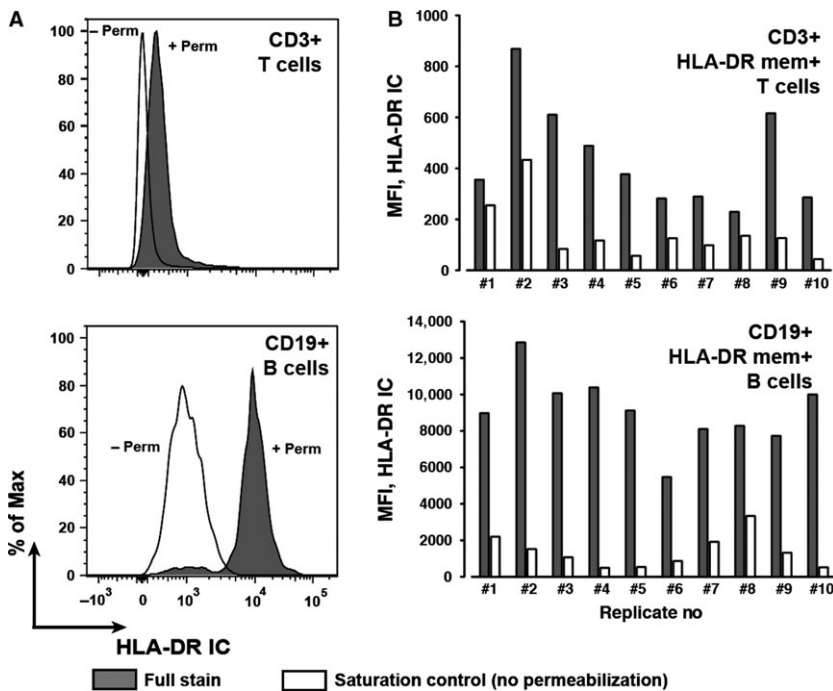 A
– Perm
+ Perm
CD3+
T cells
100
80
60
40
20
0
CD19+
B cells
– Perm
+ Perm
100
80
60
40
20
0
–10³ 0 10³ 10⁴ 10⁵
% of Max
HLA-DR IC
B
CD3+
HLA-DR mem+
T cells
MFI, HLA-DR IC
1000
800
600
400
200
0
#1 #2 #3 #4 #5 #6 #7 #8 #9 #10
CD19+
HLA-DR mem+
B cells
MFI, HLA-DR IC
14,000
12,000
10,000
8000
6000
4000
2000
0
#1 #2 #3 #4 #5 #6 #7 #8 #9 #10
Replicate no
Full stain
Saturation control (no permeabilization)